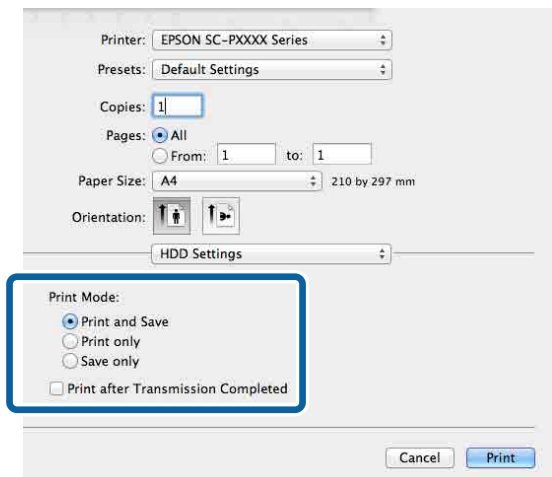 Printer: EPSON SC-PXXXX Series
Presets: Default Settings
Copies: 1
Pages: All
From: 1 to: 1
Paper Size: A4 210 by 297 mm
Orientation:
HDD Settings
Print Mode:
Print and Save
Print only
Save only
Print after Transmission Completed
Cancel Print